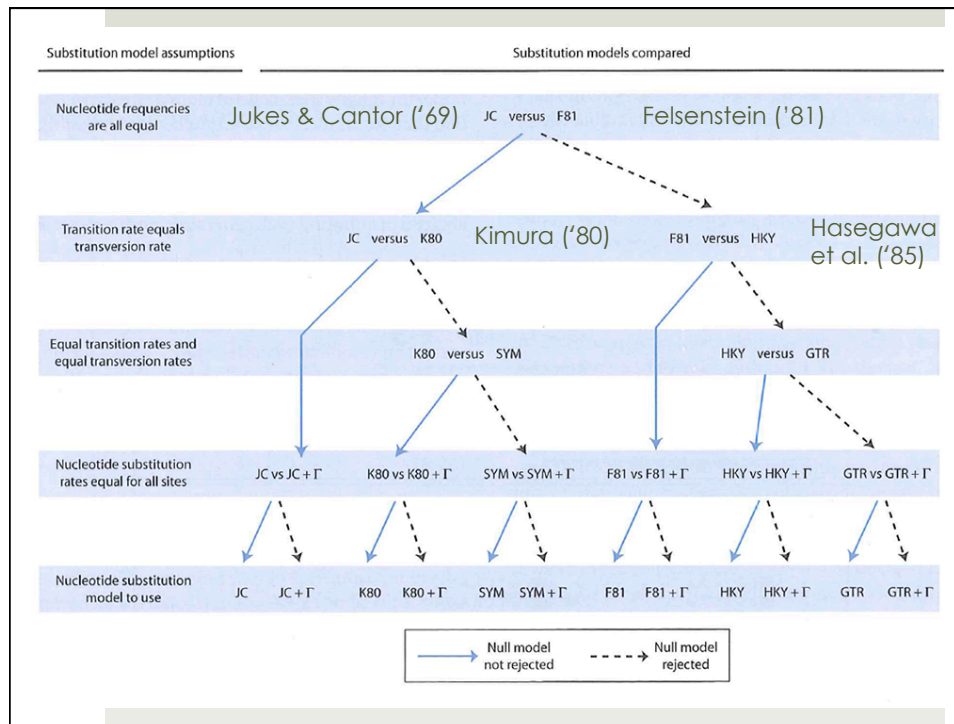 Substitution model assumptions
Substitution models compared
Nucleotide frequencies
are all equal
Jukes & Cantor (‘69)
JC versus F81
Felsenstein (’81)
Transition rate equals
transversion rate
JC versus K80
Kimura (‘80)
F81 versus HKY
Hasegawa
et al. (‘85)
Equal transition rates and
equal transversion rates
K80 versus SYM
HKY versus GTR
Nucleotide substitution
rates equal for all sites
JC vs JC + Γ
K80 vs K80 + Γ
SYM vs SYM + Γ
F81 vs F81 + Γ
HKY vs HKY + Γ
GTR vs GTR + Γ
Nucleotide substitution
model to use
JC JC + Γ K80 K80 + Γ SYM SYM + Γ F81 F81 + Γ HKY HKY + Γ GTR GTR + Γ
Null model
not rejected
Null model
rejected